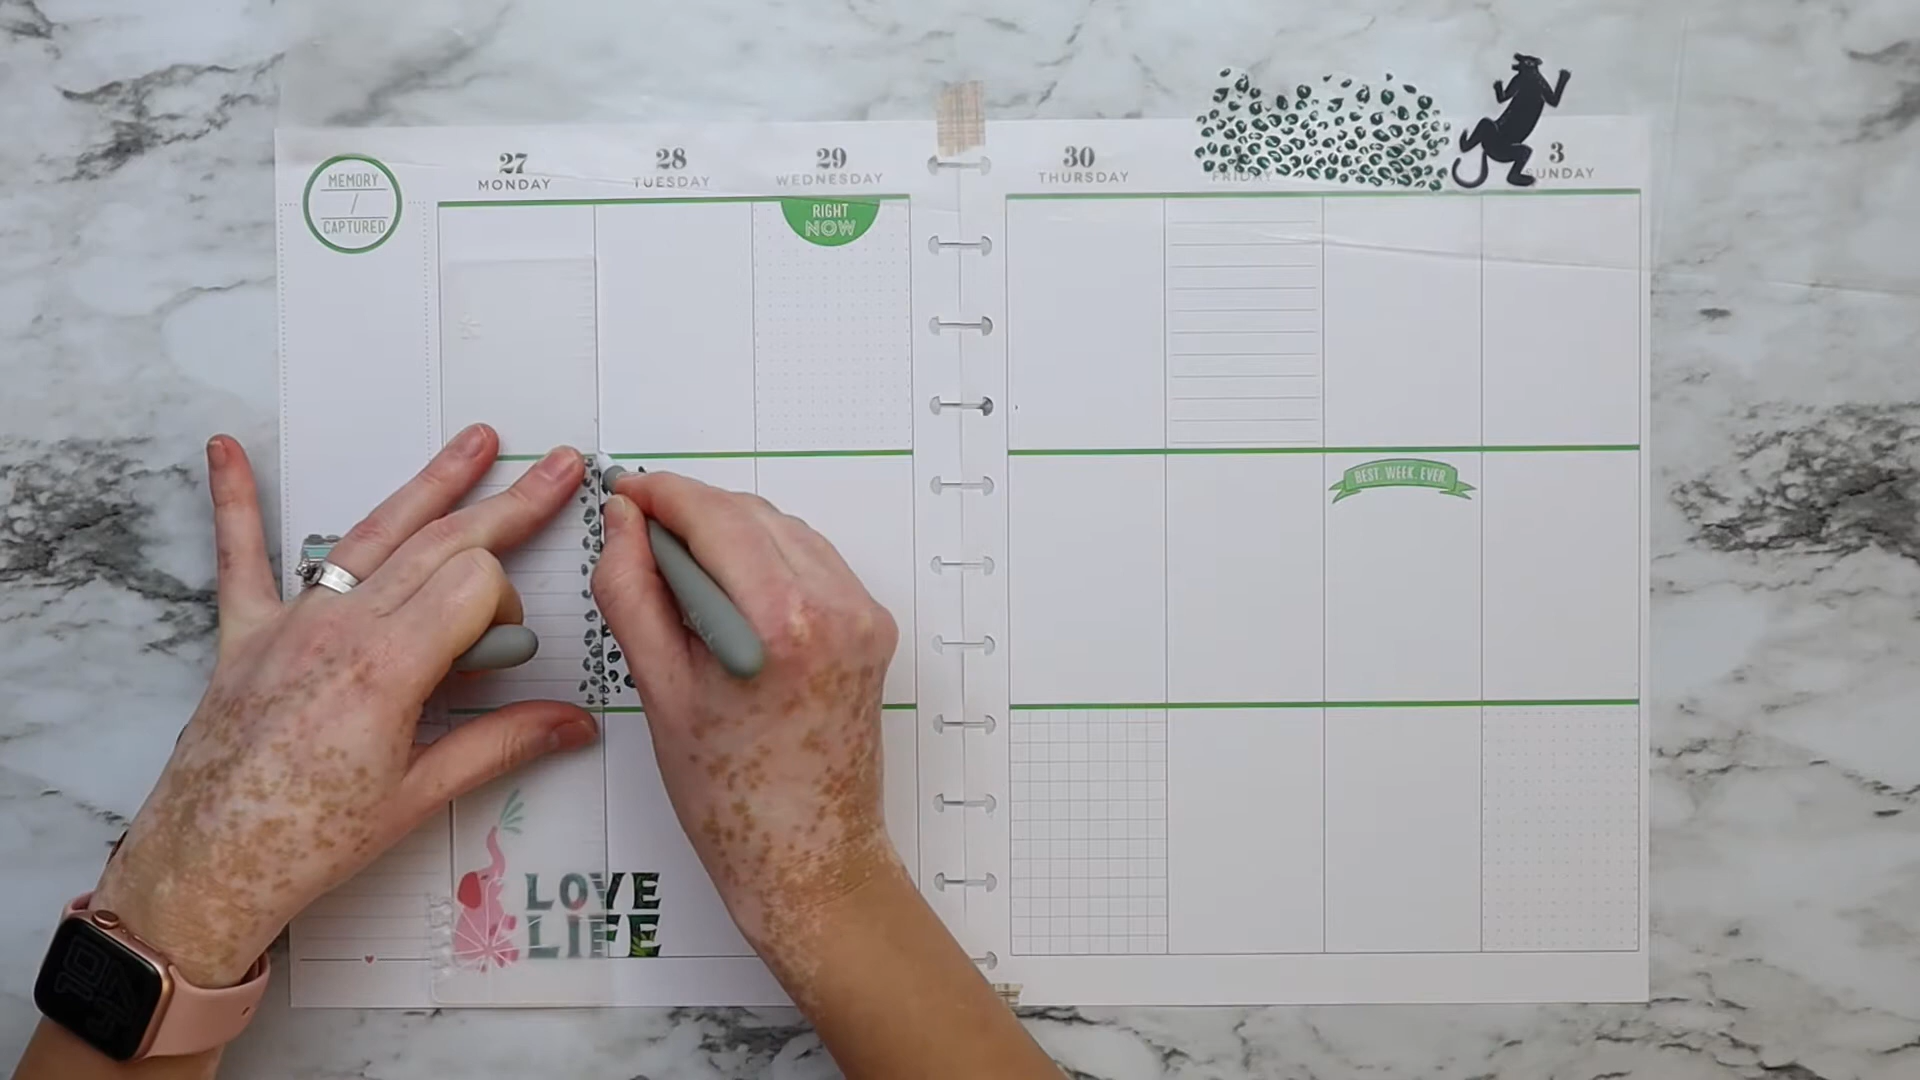 MEMORY
/
CAPTURED
27
MONDAY
28
TUESDAY
29
WEDNESDAY
30
THURSDAY
FRIDAY
3
SUNDAY
RIGHT
NOW
BEST. WEEK. EVER.
LOVE
LIFE